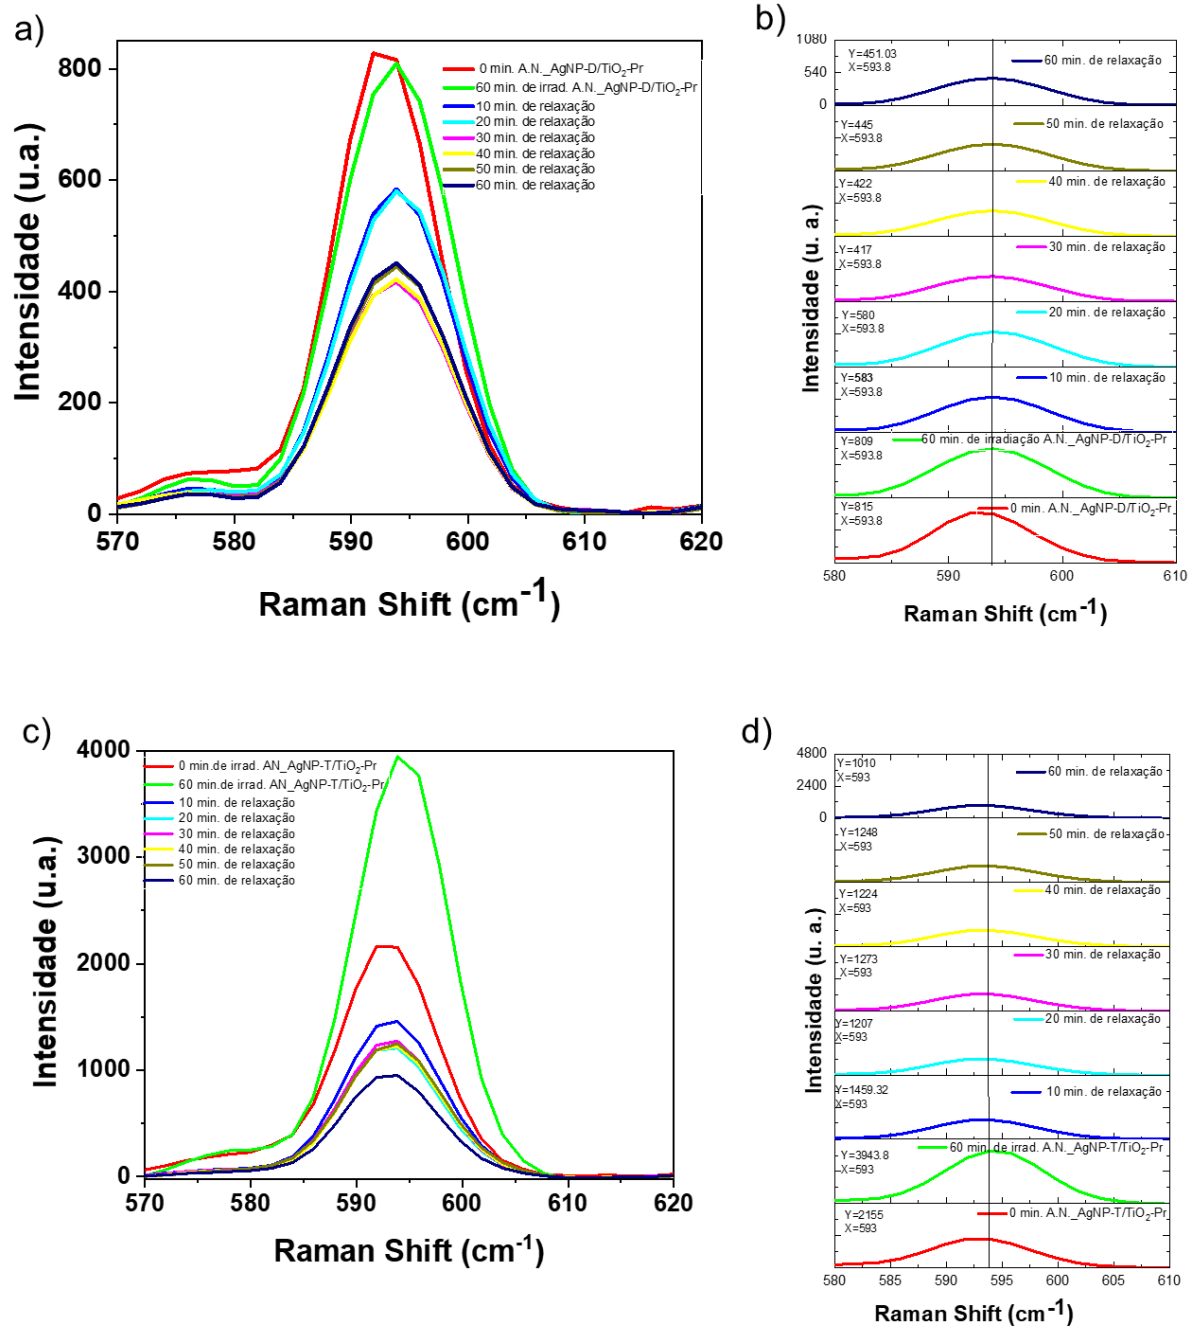 a)
800
600
400
200
0
570
580
590
600
610
620
Intensidade (u.a.)
Raman Shift (cm⁻¹)
0 min. A.N._AgNP-D/TiO₂-Pr
60 min. de irrad. A.N._AgNP-D/TiO₂-Pr
10 min. de relaxação
20 min. de relaxação
30 min. de relaxação
40 min. de relaxação
50 min. de relaxação
60 min. de relaxação
b)
1080
540
0
Y=451.03
X=593.8
60 min. de relaxação
Y=445
X=593.8
50 min. de relaxação
Y=422
X=593.8
40 min. de relaxação
Y=417
X=593.8
30 min. de relaxação
Y=580
X=593.8
20 min. de relaxação
Y=583
X=593.8
10 min. de relaxação
Y=809
X=593.8
60 min. de irradiação A.N._AgNP-D/TiO₂-Pr
Y=815
X=593.8
0 min. A.N._AgNP-D/TiO₂-Pr
580
590
600
610
Intensidade (u. a.)
Raman Shift (cm⁻¹)
c)
4000
3000
2000
1000
0
570
580
590
600
610
620
Intensidade (u.a.)
Raman Shift (cm⁻¹)
0 min.de irrad. AN_AgNP-T/TiO₂-Pr
60 min.de irrad. AN_AgNP-T/TiO₂-Pr
10 min. de relaxação
20 min. de relaxação
30 min. de relaxação
40 min. de relaxação
50 min. de relaxação
60 min. de relaxação
d)
4800
2400
0
Y=1010
X=593
60 min. de relaxação
Y=1248
X=593
50 min. de relaxação
Y=1224
X=593
40 min. de relaxação
Y=1273
X=593
30 min. de relaxação
Y=1207
X=593
20 min. de relaxação
Y=1459.32
X=593
10 min. de relaxação
Y=3943.8
X=593
60 min. de irrad. A.N._AgNP-T/TiO₂-Pr
Y=2155
X=593
0 min. A.N._AgNP-T/TiO₂-Pr
580
585
590
595
600
605
610
Intensidade (u. a.)
Raman Shift (cm⁻¹)